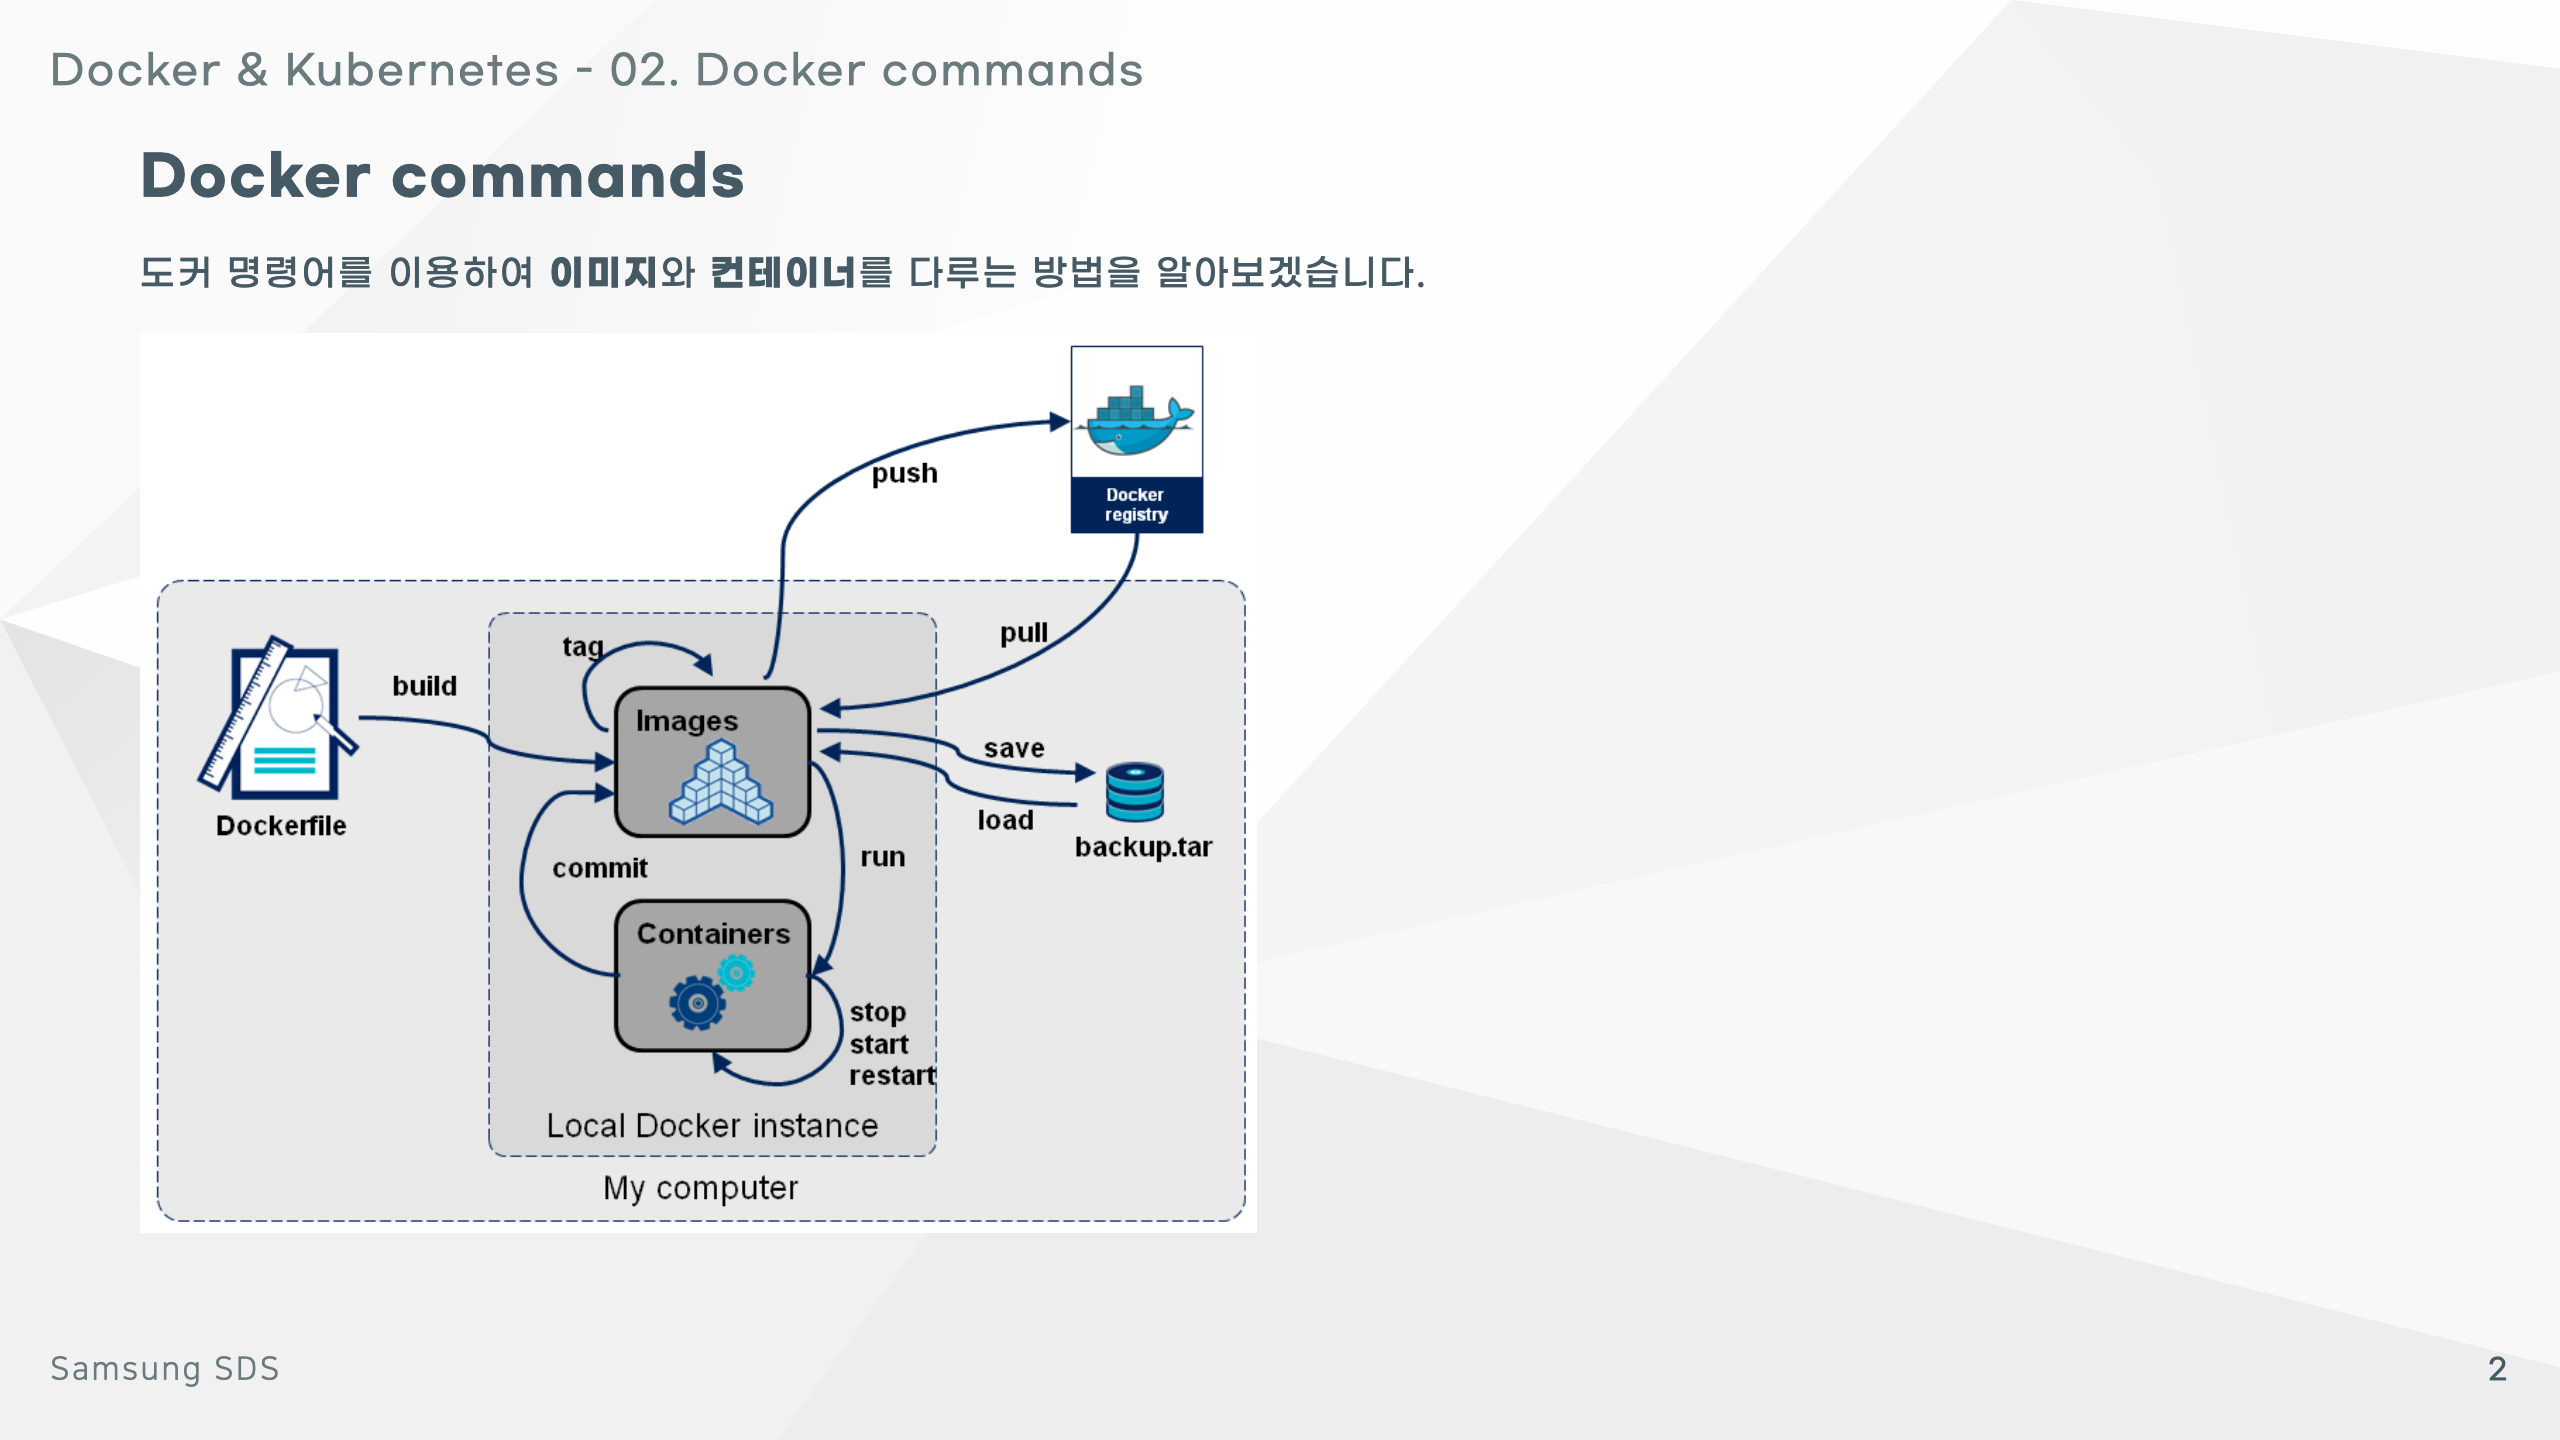 Docker & Kubernetes - 02. Docker commands
Docker commands
도커 명령어를 이용하여 이미지와 컨테이너를 다루는 방법을 알아보겠습니다.
push
Docker
registry
pull
tag
build
Images
save
load
Dockerfile
backup.tar
commit
run
Containers
stop
start
restart
Local Docker instance
My computer
Samsung SDS
2